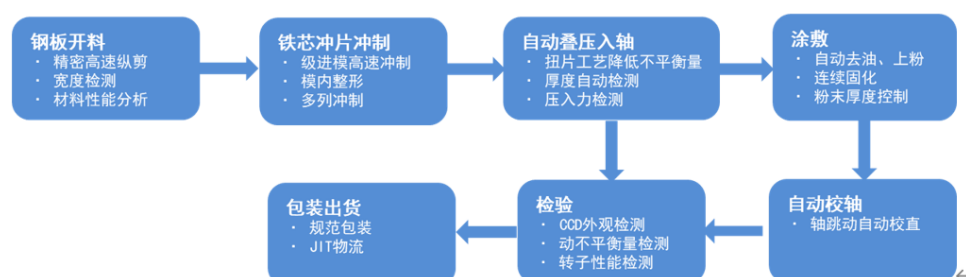 钢板开料
· 精密高速纵剪
· 宽度检测
· 材料性能分析
铁芯冲片冲制
· 级进模高速冲制
· 模内整形
· 多列冲制
自动叠压入轴
· 扭片工艺降低不平衡量
· 厚度自动检测
· 压入力检测
涂敷
· 自动去油、上粉
· 连续固化
· 粉末厚度控制
自动校轴
· 轴跳动自动校直
检验
· CCD外观检测
· 动不平衡量检测
· 转子性能检测
包装出货
· 规范包装
· JIT物流